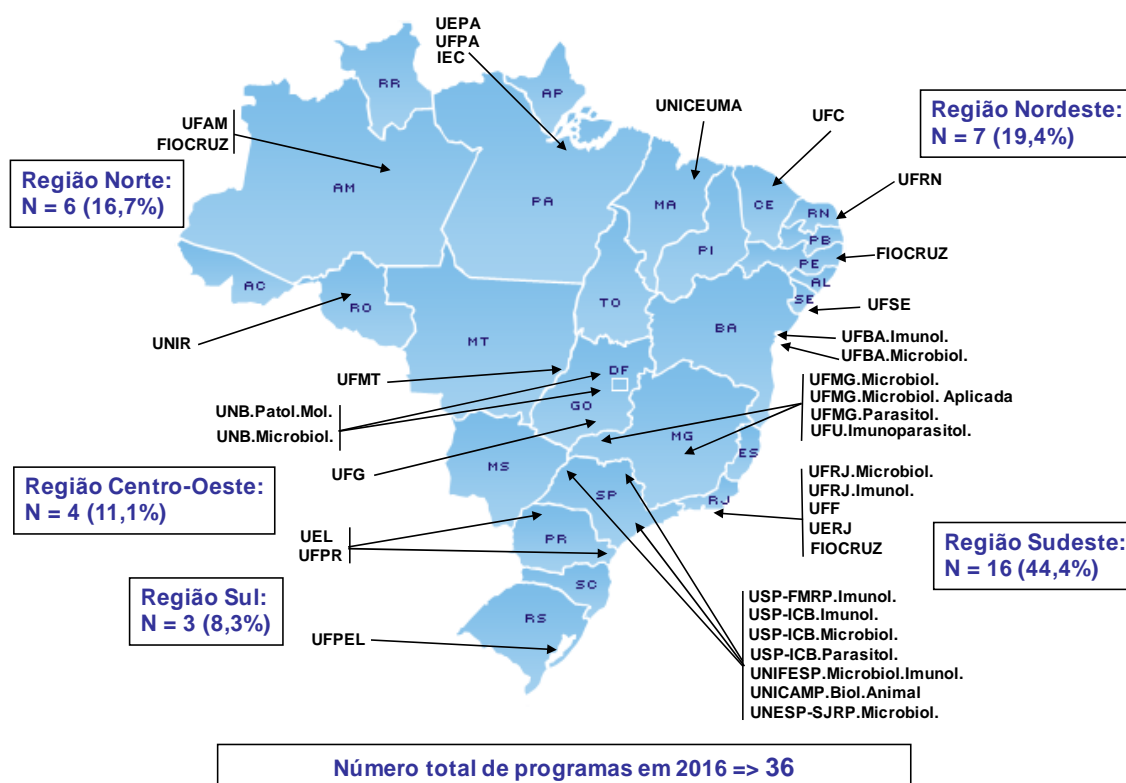 UEPA
UFPA
IEC
UNICEUMA
UFC
Região Nordeste:
N = 7 (19,4%)
UFAM
FIOCRUZ
Região Norte:
N = 6 (16,7%)
UFRN
FIOCRUZ
UFSE
UFBA.Imunol.
UFBA.Microbiol.
UNIR
UFMT
UNB.Patol.Mol.
UNB.Microbiol.
UFG
UFMG.Microbiol.
UFMG.Microbiol. Aplicada
UFMG.Parasitol.
UFU.Imunoparasitol.
Região Centro-Oeste:
N = 4 (11,1%)
UFRJ.Microbiol.
UFRJ.Imunol.
UFF
UERJ
FIOCRUZ
Região Sudeste:
N = 16 (44,4%)
UEL
UFPR
Região Sul:
N = 3 (8,3%)
UFPEL
USP-FMRP.Imunol.
USP-ICB.Imunol.
USP-ICB.Microbiol.
USP-ICB.Parasitol.
UNIFESP.Microbiol.Imunol.
UNICAMP.Biol.Animal
UNESP-SJRP.Microbiol.
RR
AP
AM
PA
MA
CE
RN
PB
PE
AL
SE
PI
AC
RO
TO
BA
MT
DF
GO
MG
ES
MS
SP
RJ
PR
SC
RS
Número total de programas em 2016 => 36